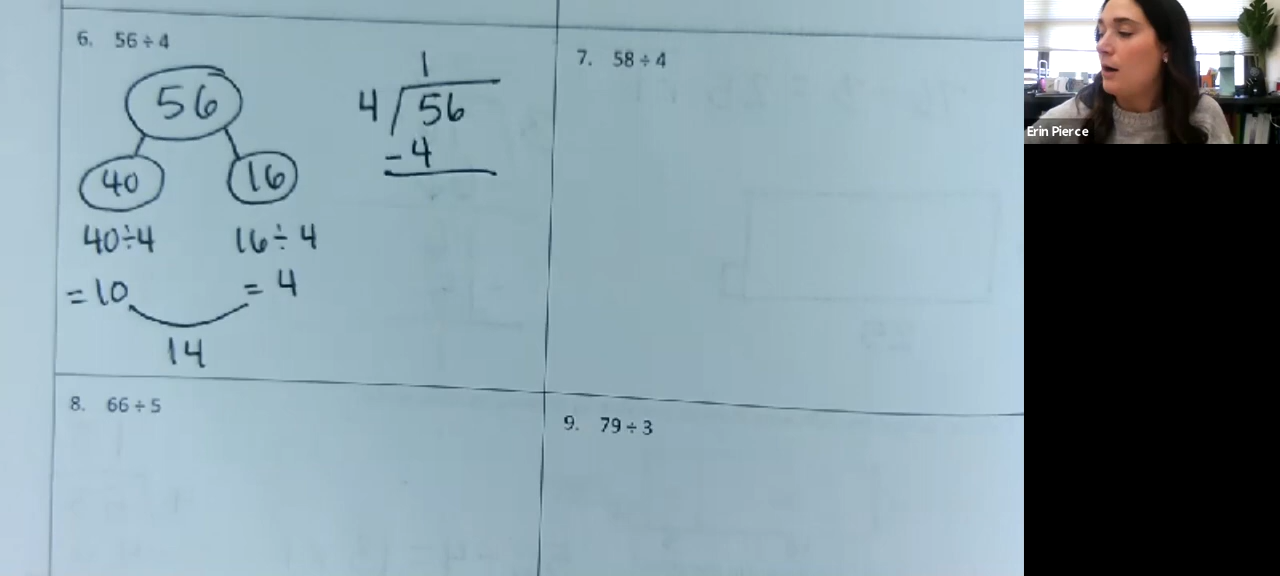 6. 56 ÷ 4
56
40 16
40÷4 16÷4
= 10 = 4
14
1
4 56
- 4
7. 58 ÷ 4
8. 66 ÷ 5
9. 79 ÷ 3
Erin Pierce